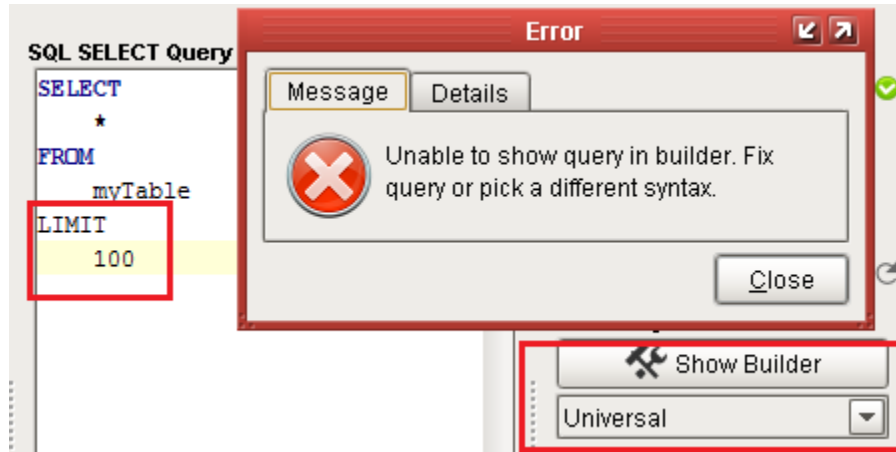 Error
SQL SELECT Query
SELECT
*
FROM
myTable
LIMIT
100
Message
Details
Unable to show query in builder. Fix
query or pick a different syntax.
Close
Show Builder
Universal